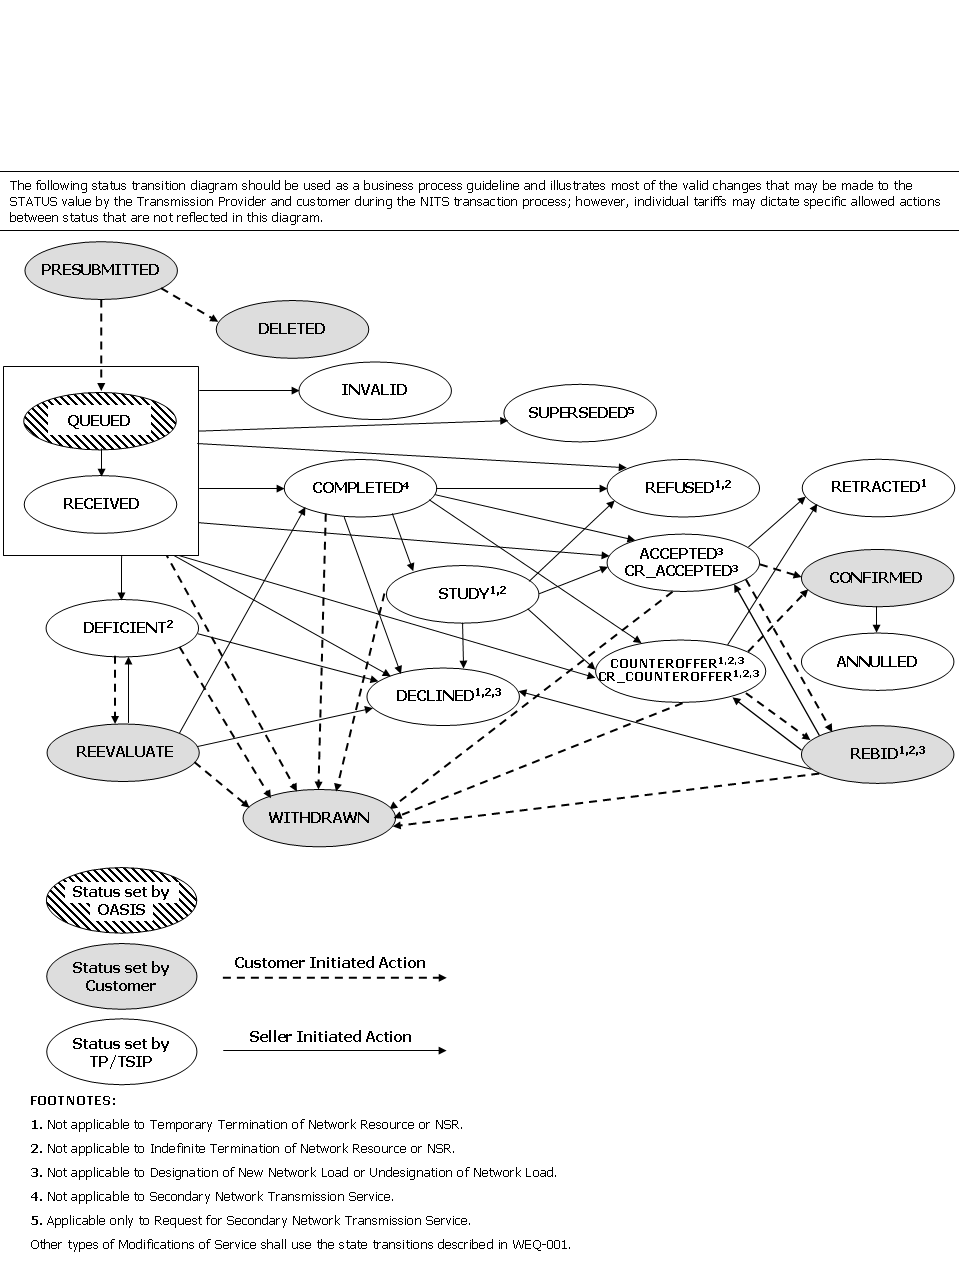 The following status transition diagram should be used as a business process guideline and illustrates most of the valid changes that may be made to the
STATUS value by the Transmission Provider and customer during the NITS transaction process; however, individual tariffs may dictate specific allowed actions
between status that are not reflected in this diagram.
PRESUBMITTED
DELETED
INVALID
SUPERSEDED⁵
QUEUED
RECEIVED
COMPLETED⁴
REFUSED¹,²
RETRACTED¹
ACCEPTED³
CR_ACCEPTED³
CONFIRMED
STUDY¹,²
DEFICIENT²
COUNTEROFFER¹,²,³
CR_COUNTEROFFER¹,²,³
ANNULLED
DECLINED¹,²,³
REEVALUATE
REBID¹,²,³
WITHDRAWN
Status set by
OASIS
Status set by
Customer
Customer Initiated Action
Status set by
TP/TSIP
Seller Initiated Action
FOOTNOTES:
1. Not applicable to Temporary Termination of Network Resource or NSR.
2. Not applicable to Indefinite Termination of Network Resource or NSR.
3. Not applicable to Designation of New Network Load or Undesignation of Network Load.
4. Not applicable to Secondary Network Transmission Service.
5. Applicable only to Request for Secondary Network Transmission Service.
Other types of Modifications of Service shall use the state transitions described in WEQ-001.